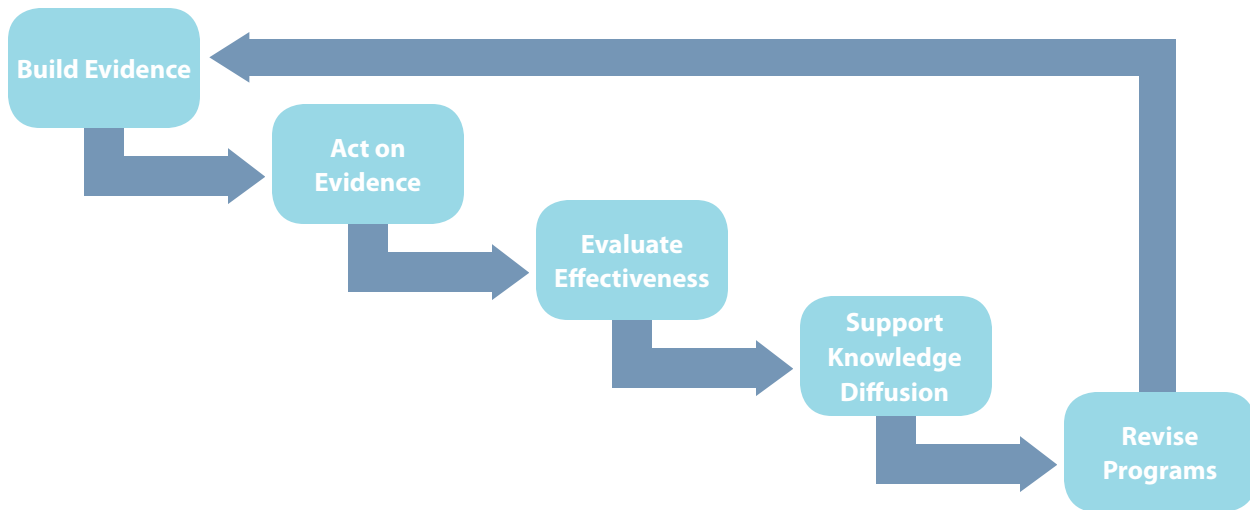 Build Evidence
Act on
Evidence
Evaluate
Effectiveness
Support
Knowledge
Diffusion
Revise
Programs